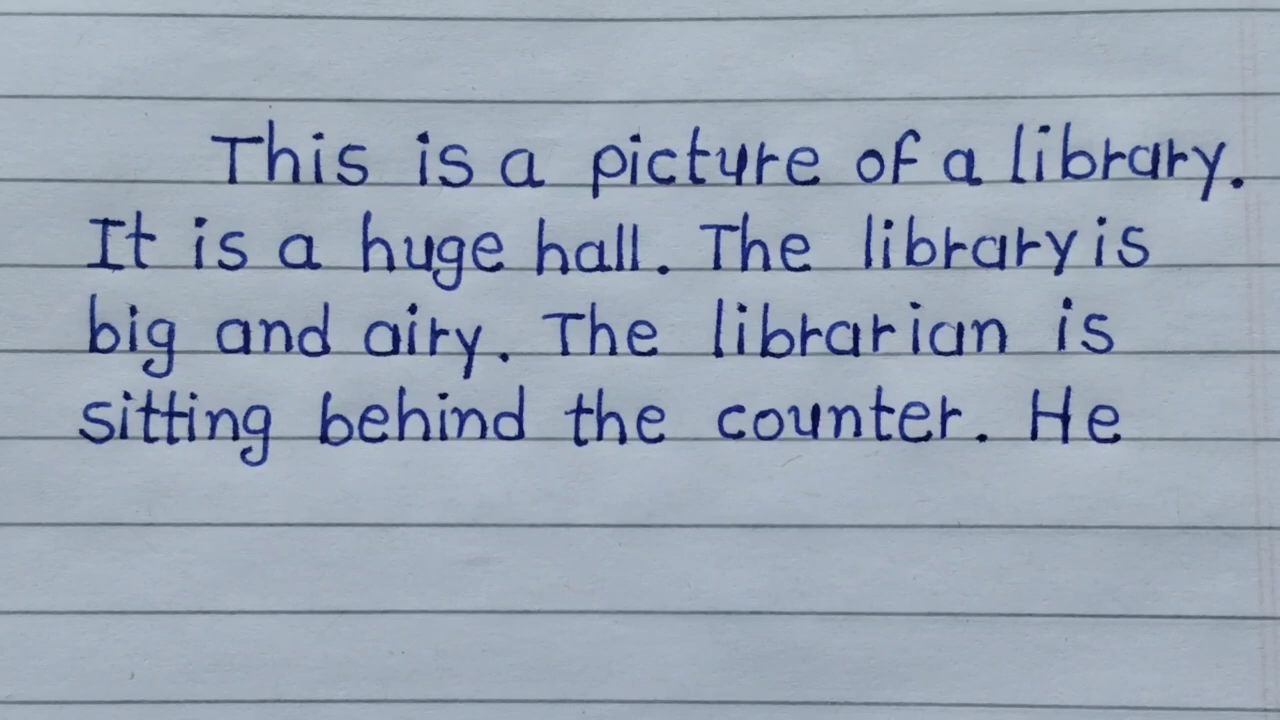 This is a picture of a library.
It is a huge hall. The library is
big and airy. The librarian is
sitting behind the counter. He